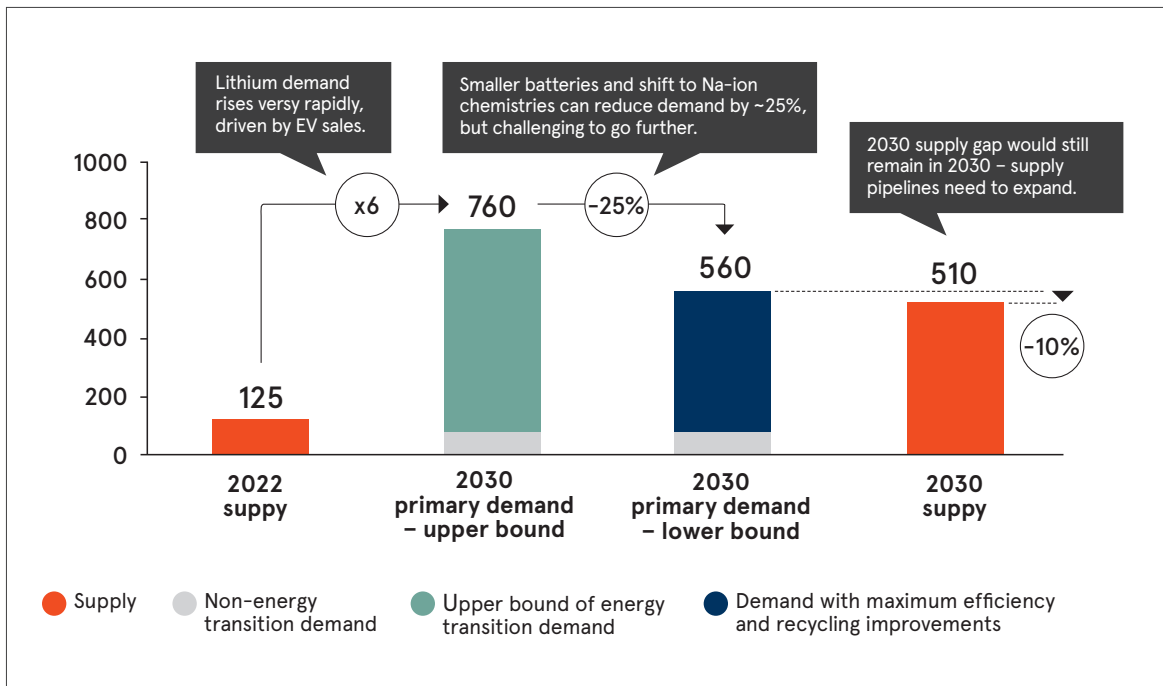 Lithium demand
rises versy rapidly,
driven by EV sales.
Smaller batteries and shift to Na-ion
chemistries can reduce demand by ~25%,
but challenging to go further.
2030 supply gap would still
remain in 2030 – supply
pipelines need to expand.
1000
800
600
400
200
0
x6
760
-25%
560
510
-10%
125
2022
suppy
2030
primary demand
– upper bound
2030
primary demand
– lower bound
2030
suppy
Supply
Non-energy
transition demand
Upper bound of energy
transition demand
Demand with maximum efficiency
and recycling improvements